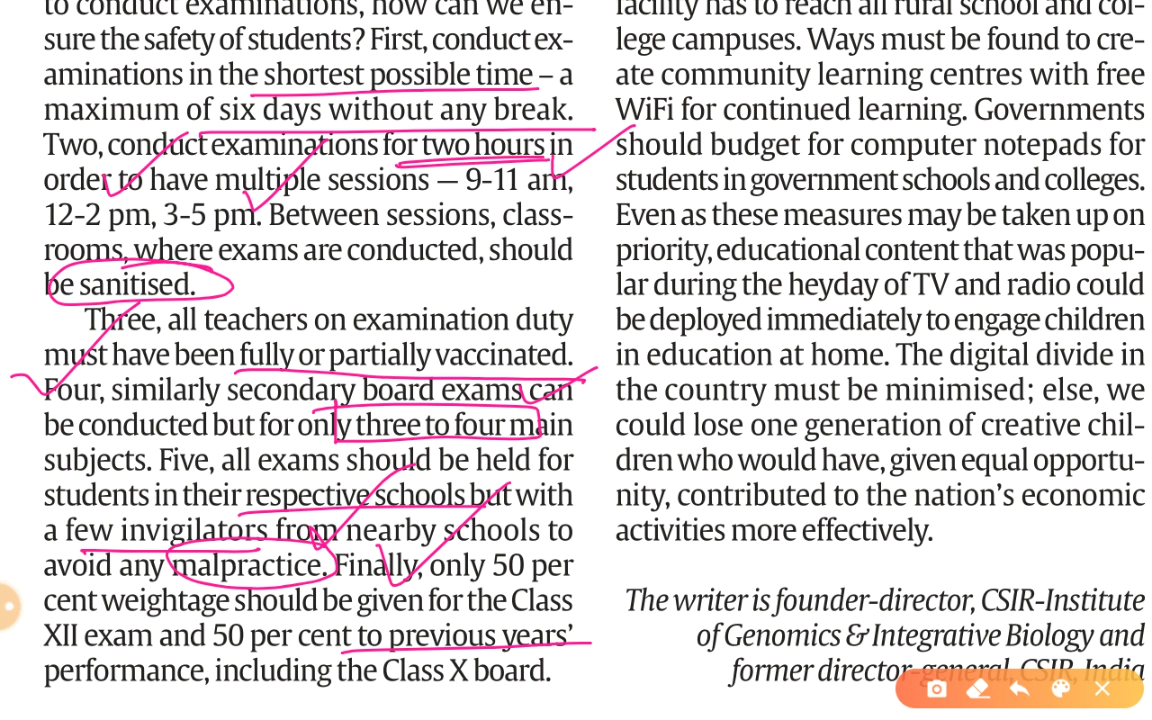 to conduct examinations, how can we en-
sure the safety of students? First, conduct ex-
aminations in the shortest possible time – a
maximum of six days without any break.
Two, conduct examinations for two hours in
order to have multiple sessions — 9-11 am,
12-2 pm, 3-5 pm. Between sessions, class-
rooms, where exams are conducted, should
be sanitised.
Three, all teachers on examination duty
must have been fully or partially vaccinated.
Four, similarly secondary board exams can
be conducted but for only three to four main
subjects. Five, all exams should be held for
students in their respective schools but with
a few invigilators from nearby schools to
avoid any malpractice. Finally, only 50 per
cent weightage should be given for the Class
XII exam and 50 per cent to previous years’
performance, including the Class X board.
facility has to reach all rural school and col-
lege campuses. Ways must be found to cre-
ate community learning centres with free
WiFi for continued learning. Governments
should budget for computer notepads for
students in government schools and colleges.
Even as these measures may be taken up on
priority, educational content that was popu-
lar during the heyday of TV and radio could
be deployed immediately to engage children
in education at home. The digital divide in
the country must be minimised; else, we
could lose one generation of creative chil-
dren who would have, given equal opportu-
nity, contributed to the nation’s economic
activities more effectively.
The writer is founder-director, CSIR-Institute
of Genomics & Integrative Biology and
former director-general, CSIR, India